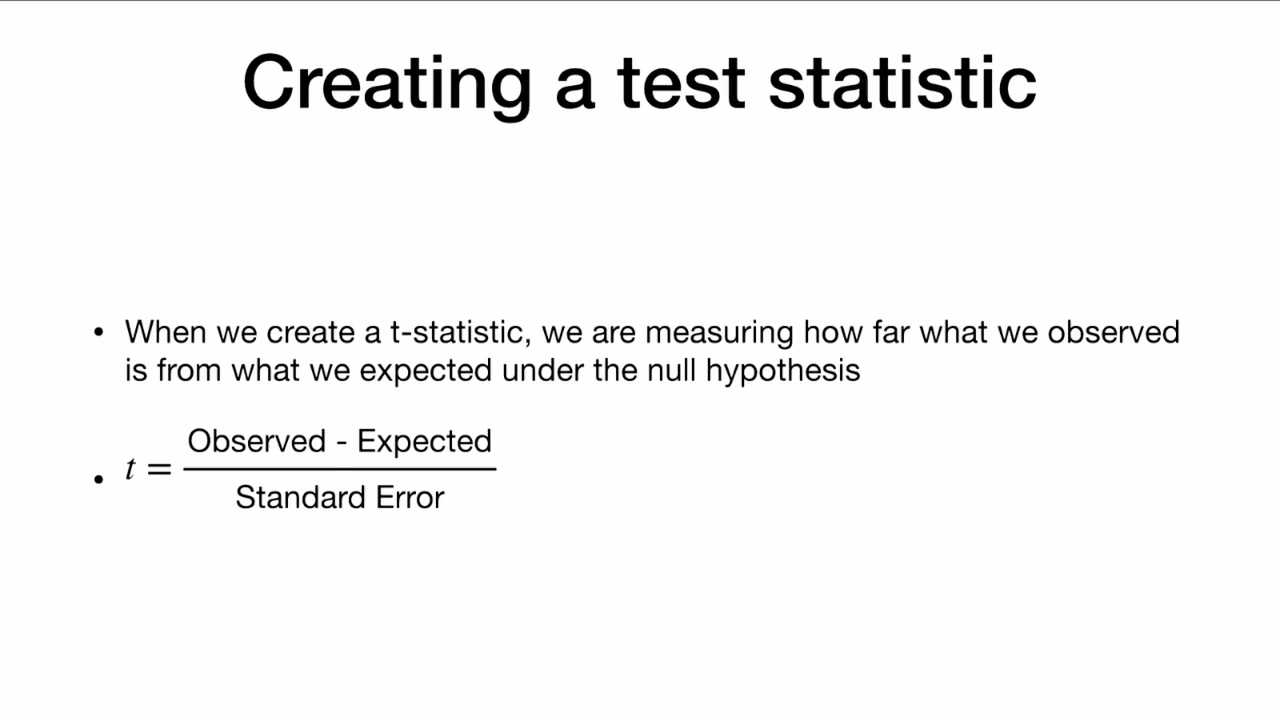 Creating a test statistic
• When we create a t-statistic, we are measuring how far what we observed
is from what we expected under the null hypothesis
• t = Observed - Expected
Standard Error